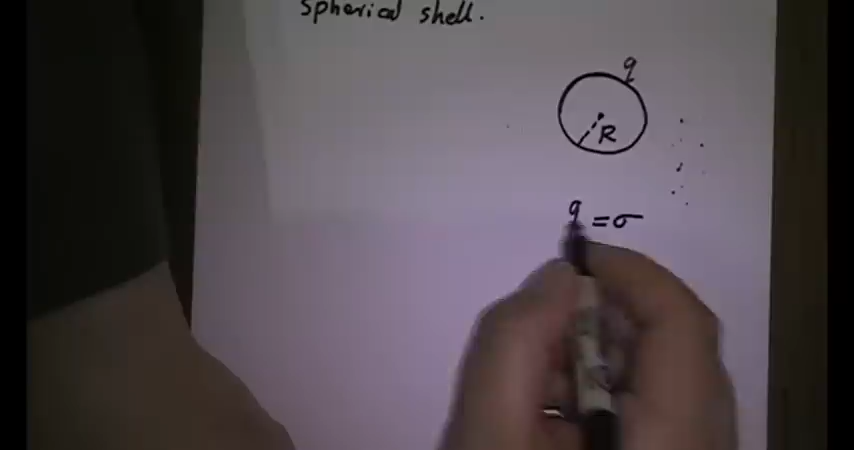 Spherical shell.
q
R
q = σ